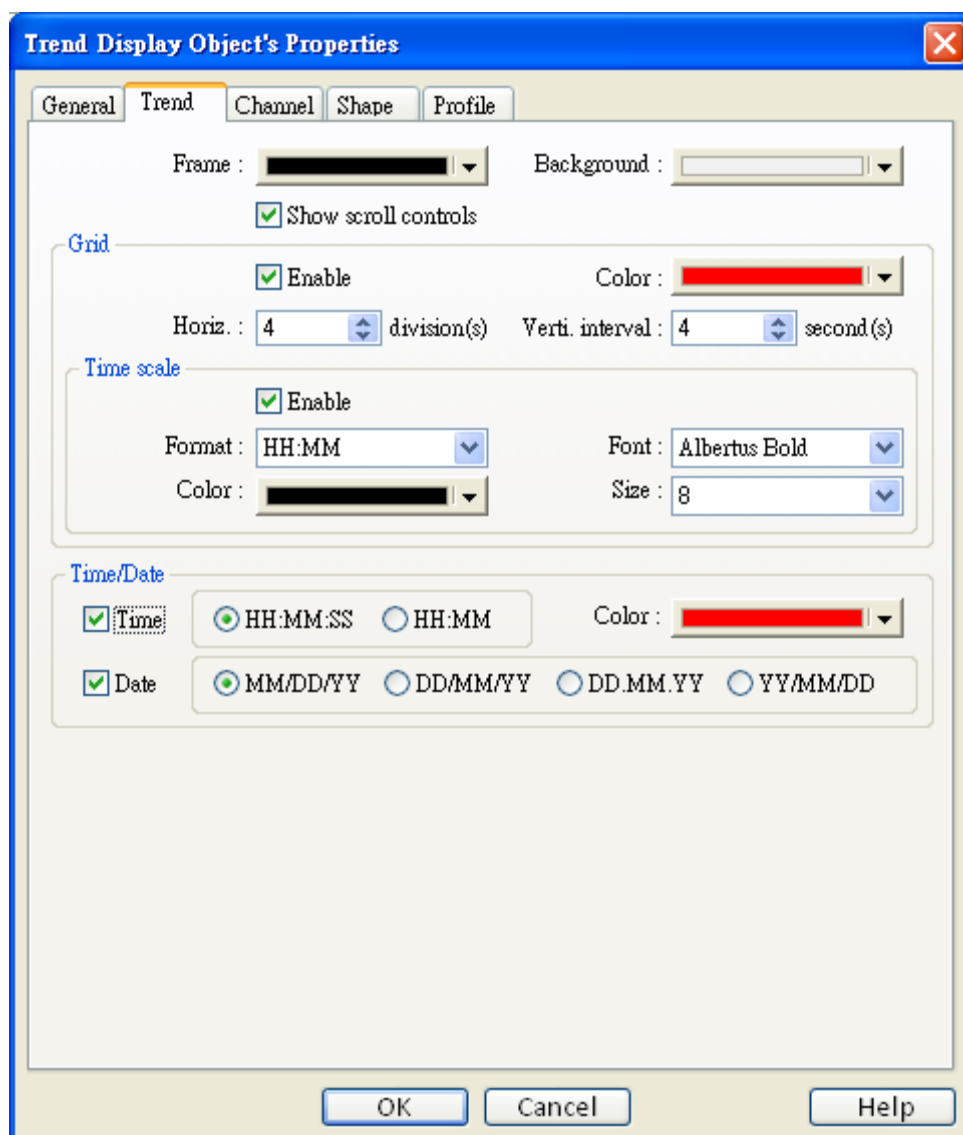 Trend Display Object's Properties
General Trend Channel Shape Profile
Frame : Background :
Show scroll controls
Grid
Enable Color :
Horiz. : 4 division(s) Verti. interval : 4 second(s)
Time scale
Enable
Format : HH:MM Font : Albertus Bold
Color : Size : 8
Time/Date
Time HH:MM:SS HH:MM Color :
Date MM/DD/YY DD/MM/YY DD.MM.YY YY/MM/DD
OK Cancel Help